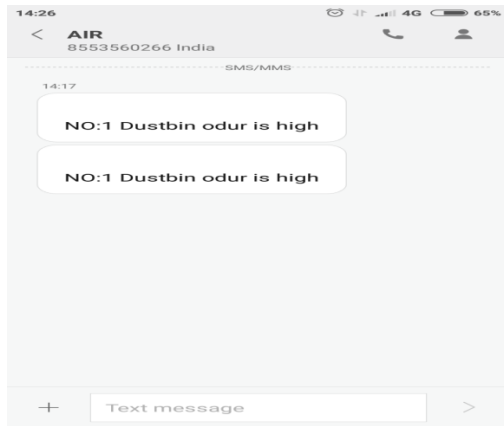 14:26
4G
65%
AIR
8553560266 India
SMS/MMS
14:17
NO:1 Dustbin odur is high
NO:1 Dustbin odur is high
Text message